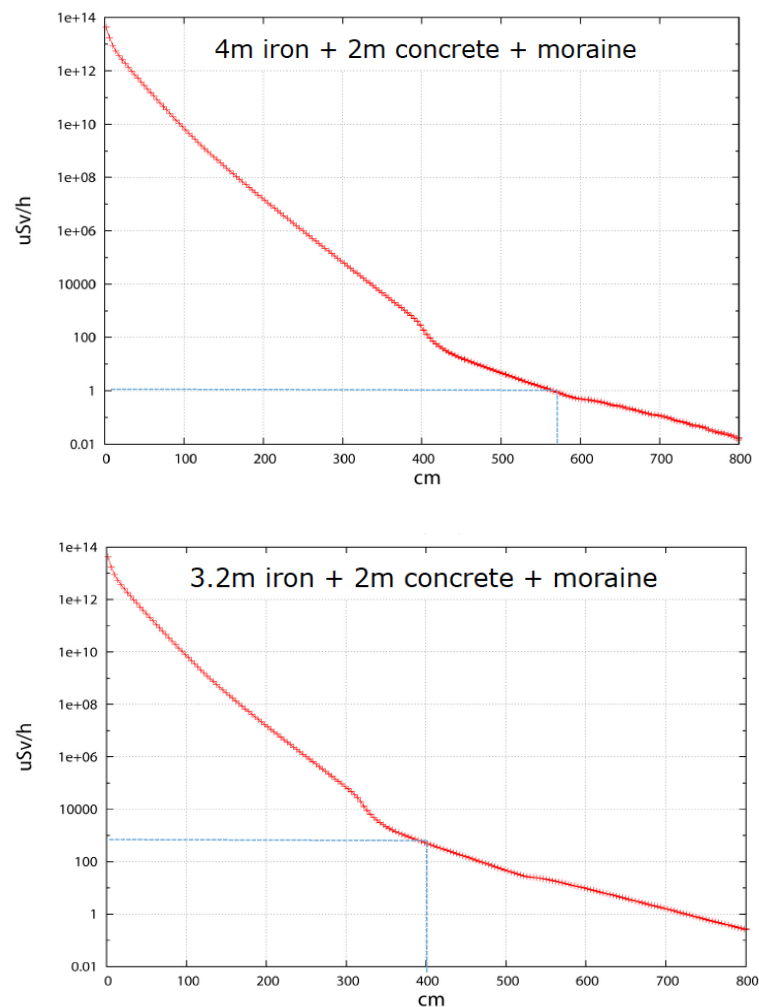 4m iron + 2m concrete + moraine
1e+14
1e+12
1e+10
1e+08
1e+06
10000
100
1
0.01
uSv/h
0 100 200 300 400 500 600 700 800
cm
3.2m iron + 2m concrete + moraine
1e+14
1e+12
1e+10
1e+08
1e+06
10000
100
1
0.01
uSv/h
0 100 200 300 400 500 600 700 800
cm